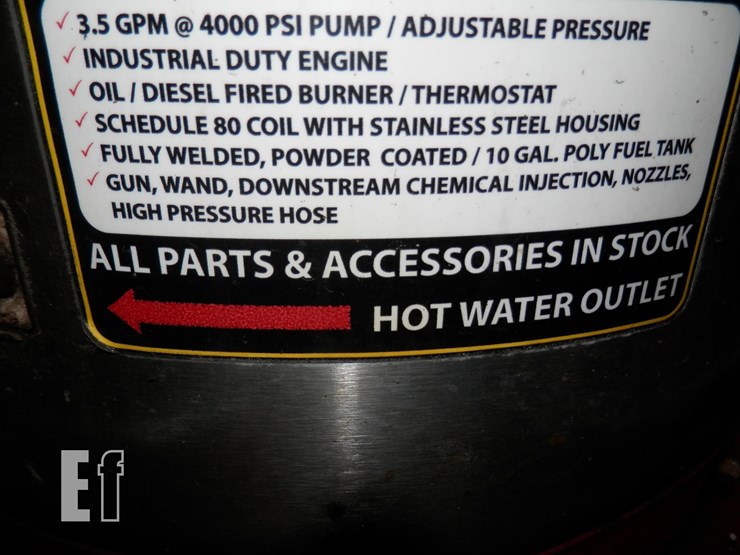 ✓ 3.5 GPM @ 4000 PSI PUMP / ADJUSTABLE PRESSURE
✓ INDUSTRIAL DUTY ENGINE
✓ OIL / DIESEL FIRED BURNER / THERMOSTAT
✓ SCHEDULE 80 COIL WITH STAINLESS STEEL HOUSING
✓ FULLY WELDED, POWDER COATED / 10 GAL. POLY FUEL TANK
✓ GUN, WAND, DOWNSTREAM CHEMICAL INJECTION, NOZZLES,
HIGH PRESSURE HOSE
ALL PARTS & ACCESSORIES IN STOCK
HOT WATER OUTLET
Ef